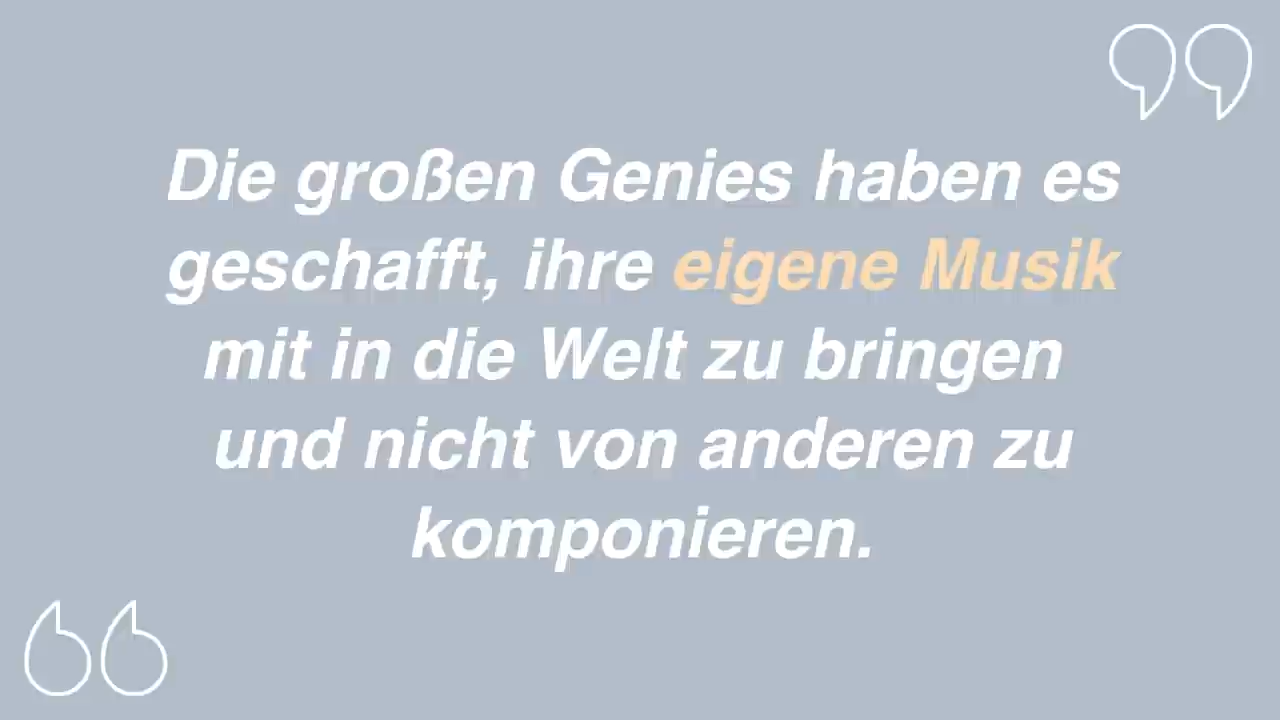 Die großen Genies haben es
geschafft, ihre eigene Musik
mit in die Welt zu bringen
und nicht von anderen zu
komponieren.